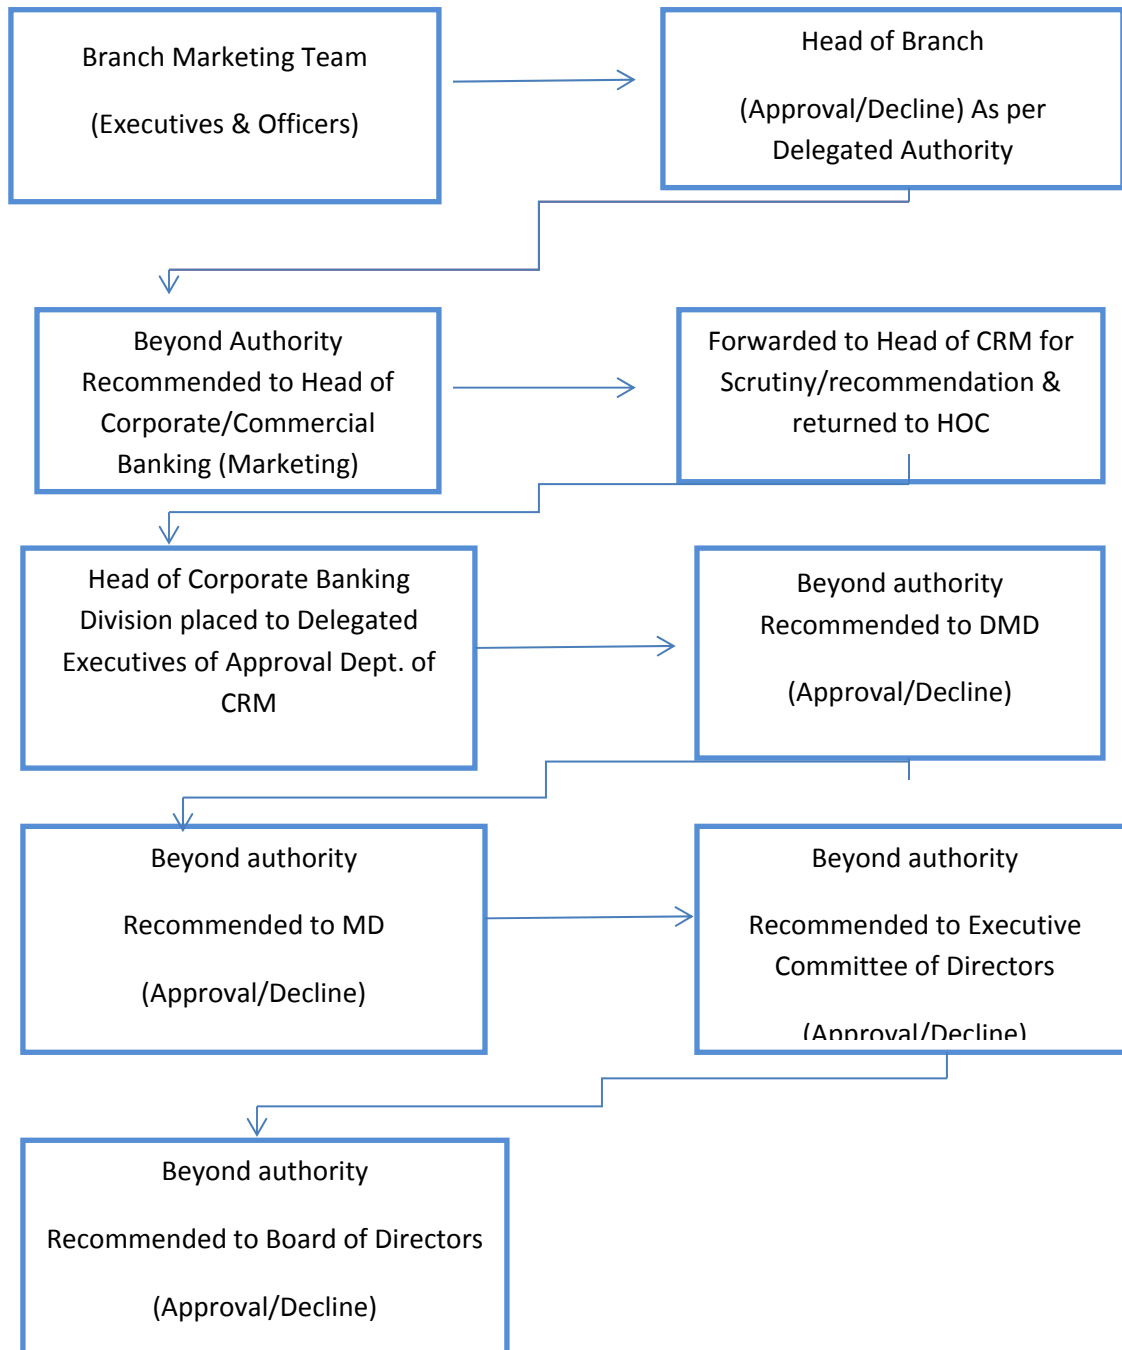 Branch Marketing Team
(Executives & Officers)
Head of Branch
(Approval/Decline) As per
Delegated Authority
Beyond Authority
Recommended to Head of
Corporate/Commercial
Banking (Marketing)
Forwarded to Head of CRM for
Scrutiny/recommendation &
returned to HOC
Head of Corporate Banking
Division placed to Delegated
Executives of Approval Dept. of
CRM
Beyond authority
Recommended to DMD
(Approval/Decline)
Beyond authority
Recommended to MD
(Approval/Decline)
Beyond authority
Recommended to Executive
Committee of Directors
(Approval/Decline)
Beyond authority
Recommended to Board of Directors
(Approval/Decline)